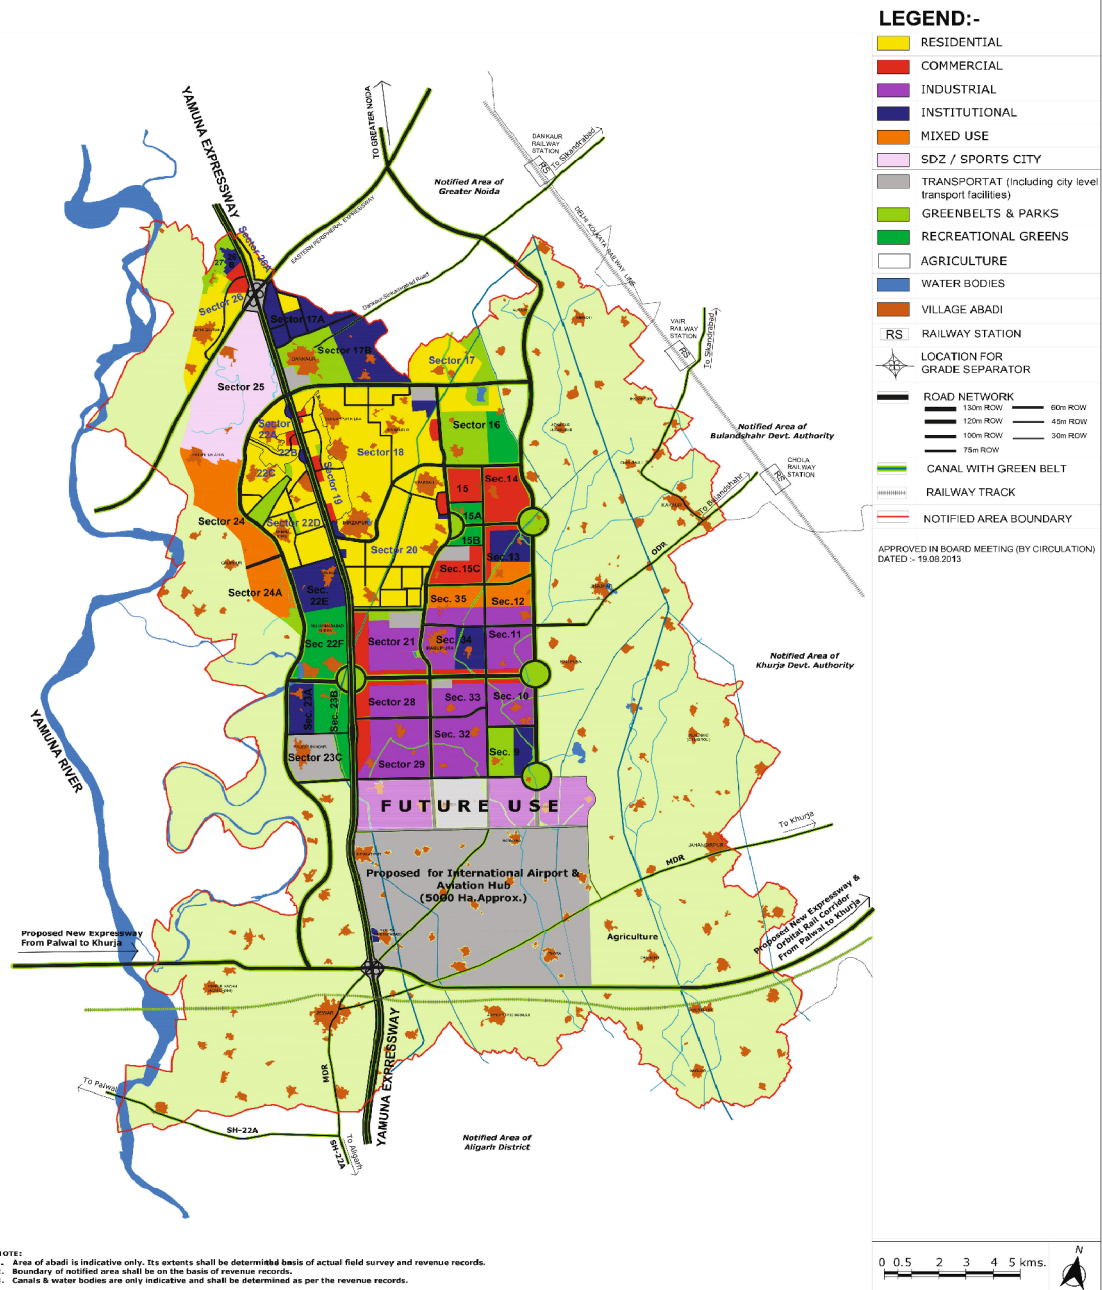 LEGEND:-
RESIDENTIAL
COMMERCIAL
INDUSTRIAL
INSTITUTIONAL
MIXED USE
SDZ / SPORTS CITY
TRANSPORTAT (Including city level
transport facilities)
GREENBELTS & PARKS
RECREATIONAL GREENS
AGRICULTURE
WATER BODIES
VILLAGE ABADI
RS RAILWAY STATION
LOCATION FOR
GRADE SEPARATOR
ROAD NETWORK
130m ROW 60m ROW
120m ROW 45m ROW
100m ROW 30m ROW
75m ROW
CANAL WITH GREEN BELT
RAILWAY TRACK
NOTIFIED AREA BOUNDARY
APPROVED IN BOARD MEETING (BY CIRCULATION)
DATED :- 19.08.2013
YAMUNA EXPRESSWAY
TO GREATER NOIDA
EASTERN PERIPHERAL EXPRESSWAY
Notified Area of
Greater Noida
DANKAUR
RAILWAY
STATION
RS
To Sikandrabad
DELHI KOLKATA RAILWAY LINE
Dankaur-Sikandrabad Road
VAIR
RAILWAY
STATION
RS
To Sikandrabad
Notified Area of
Bulandshahr Devt. Authority
CHOLA
RAILWAY
STATION
RS
To Bulandshahr
ODR
Notified Area of
Khurja Devt. Authority
Sector 26A
27
Sector 26
Sector 17A
Sector 17B
DANKAUR
Sector 17
Sector 25
Sector
22A
22B
22C
Sector 18
Sector 16
Sector 19
Sec.14
15
15A
15B
Sector 24
Sector 22D
MIRZAPUR
Sector 20
Sec.13
Sec.15C
Sector 24A
Sec.
22E
Sec. 35
Sec.12
Sec 22F
Sector 21
Sec. 34
Sec.11
Sec. 23A
Sec. 23B
Sector 28
Sec. 33
Sec. 10
Sec. 32
Sector 23C
Sector 29
Sec. 9
FUTURE USE
YAMUNA RIVER
Proposed for International Airport &
Aviation Hub
(5000 Ha.Approx.)
To Khurja
JAHANGIRPUR
MDR
Agriculture
Proposed New Expressway &
Orbital Rail Corridor
From Palwal to Khurja
Proposed New Expressway
From Palwal to Khurja
JEWAR
YAMUNA EXPRESSWAY
MDR
To Palwal
SH-22A
SH-22A
To Aligarh
Notified Area of
Aligarh District
Area of abadi is indicative only. Its extents shall be determined basis of actual field survey and revenue records.
Boundary of notified area shall be on the basis of revenue records.
Canals & water bodies are only indicative and shall be determined as per the revenue records.
0 0.5 2 3 4 5 kms.
N